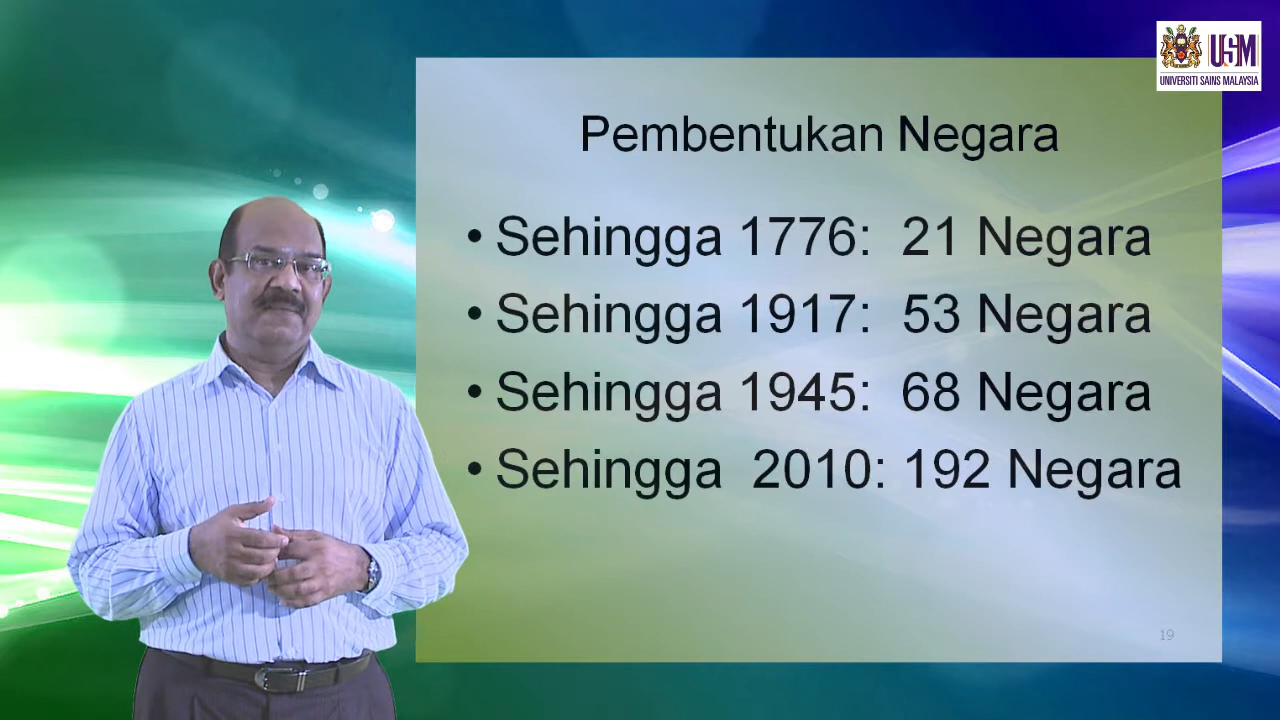 USM
UNIVERSITI SAINS MALAYSIA
Pembentukan Negara
• Sehingga 1776: 21 Negara
• Sehingga 1917: 53 Negara
• Sehingga 1945: 68 Negara
• Sehingga 2010: 192 Negara
19